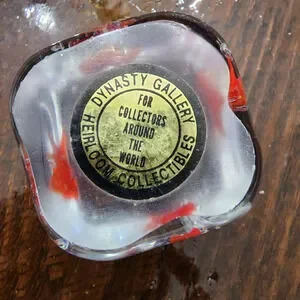 DYNASTY GALLERY
FOR
COLLECTORS
AROUND
THE
WORLD
HEIRLOOM COLLECTIBLES